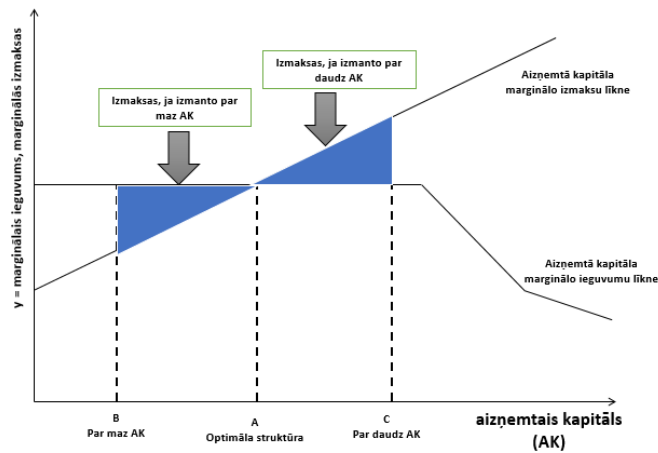 y = marginālais ieguvums, marginālās izmaksas
Izmaksas, ja izmanto par
maz AK
Izmaksas, ja izmanto par
daudz AK
Aizņemtā kapitāla
marginālo izmaksu līkne
Aizņemtā kapitāla
marginālo ieguvumu līkne
B
Par maz AK
A
Optimāla struktūra
C
Par daudz AK
aizņemtais kapitāls
(AK)